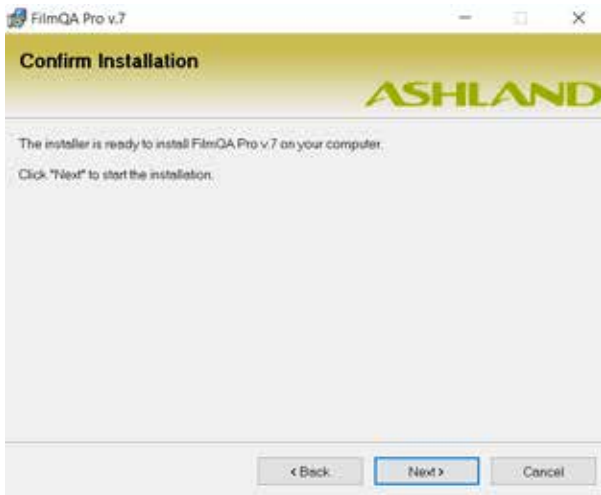 FilmQA Pro v.7
Confirm Installation
ASHLAND
The installer is ready to install FilmQA Pro v.7 on your computer.
Click "Next" to start the installation.
< Back
Next >
Cancel